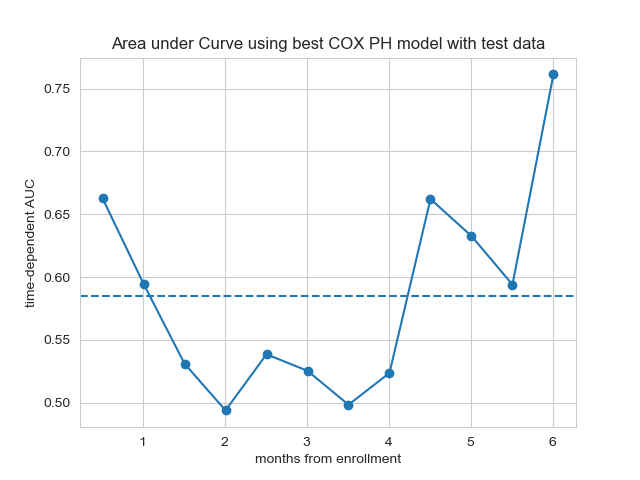 Area under Curve using best COX PH model with test data
time-dependent AUC
0.75
0.70
0.65
0.60
0.55
0.50
1 2 3 4 5 6
months from enrollment